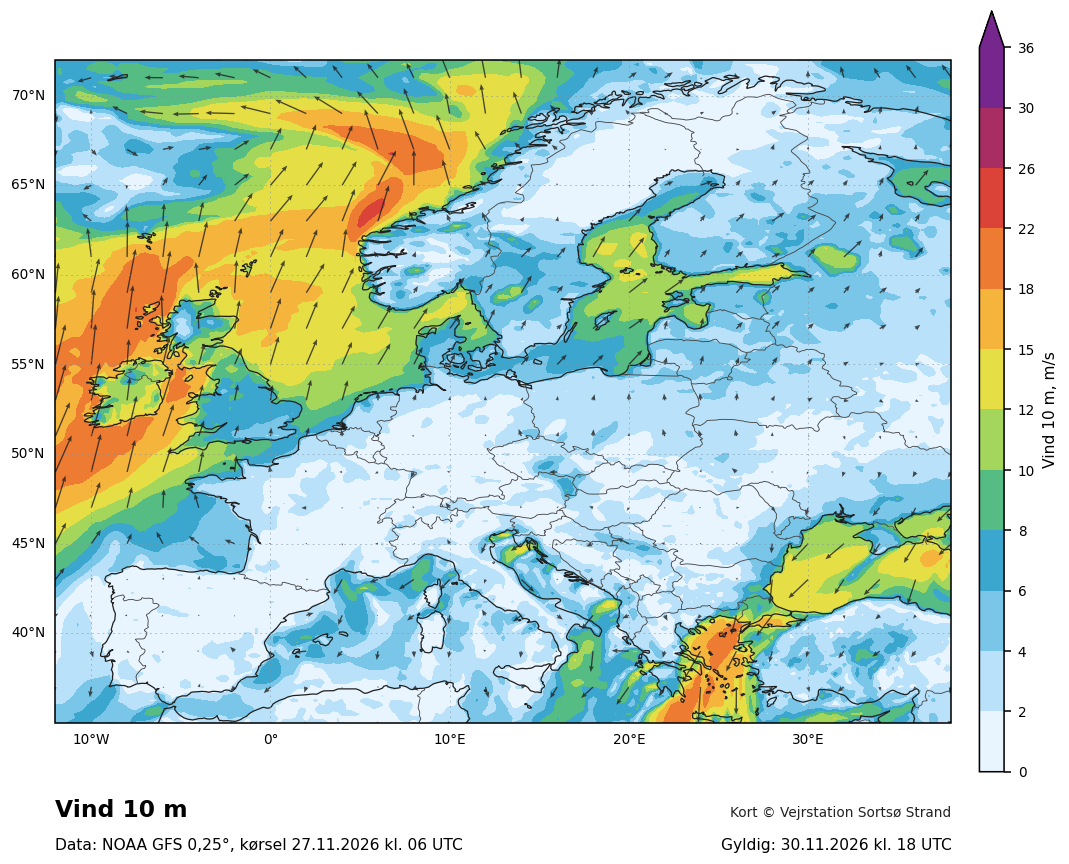 36
30
26
22
18
15
12
10
8
6
4
2
0
Vind 10 m, m/s
70°N
65°N
60°N
55°N
50°N
45°N
40°N
10°W
0°
10°E
20°E
30°E
Vind 10 m
Kort © Vejrstation Sortsø Strand
Data: NOAA GFS 0,25°, kørsel 27.11.2026 kl. 06 UTC
Gyldig: 30.11.2026 kl. 18 UTC